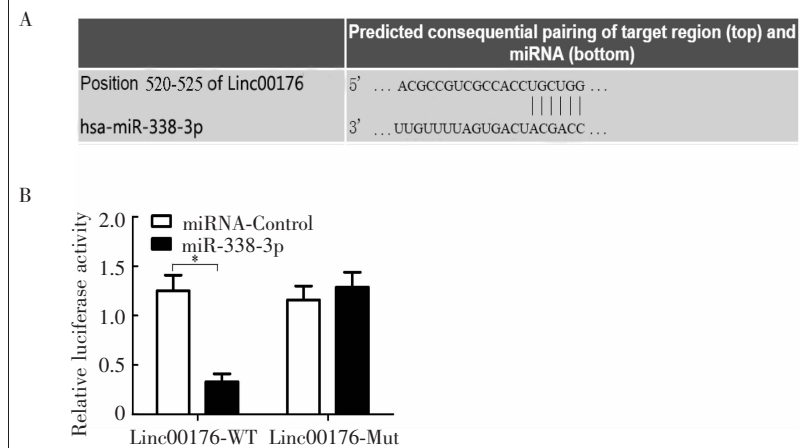 A
Predicted consequential pairing of target region (top) and
miRNA (bottom)
Position 520-525 of Linc00176 5' ... ACGCCGUCGCCACCUGCUGG ...
hsa-miR-338-3p 3' ... UUGUUUUAGUGACUACGACC ...
B
Relative luciferase activity
2.0
1.5
1.0
0.5
0
miRNA-Control
miR-338-3p
*
Linc00176-WT Linc00176-Mut